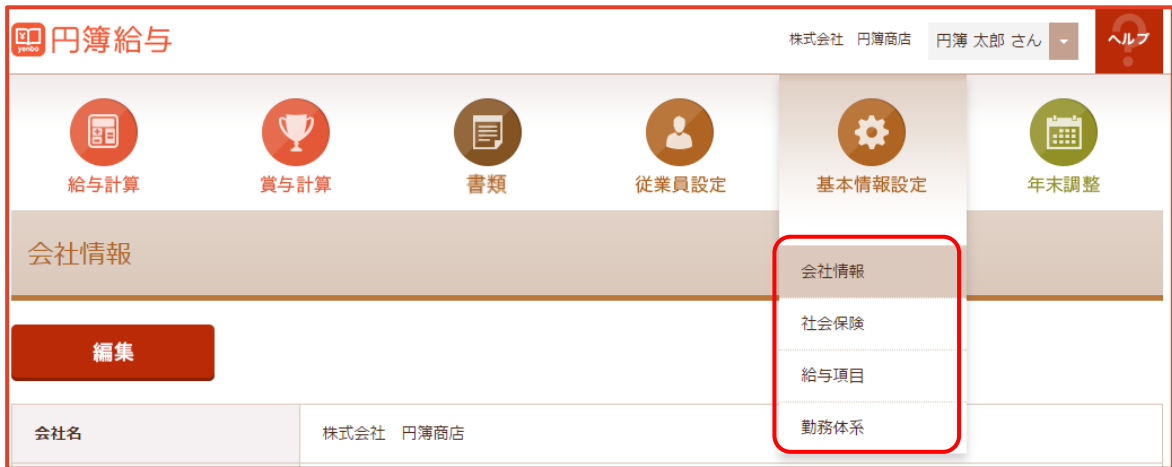 yenbo
円簿給与
株式会社　円簿商店
円簿 太郎 さん
ヘルプ
給与計算
賞与計算
書類
従業員設定
基本情報設定
年末調整
会社情報
会社情報
社会保険
給与項目
勤務体系
編集
会社名
株式会社　円簿商店